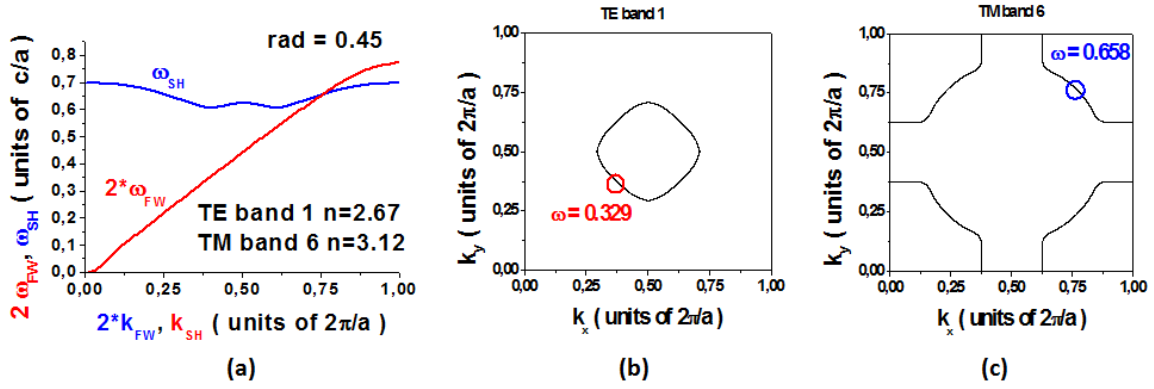 rad = 0.45
ωSH
2*ωFW
TE band 1 n=2.67
TM band 6 n=3.12
2 ωFW, ωSH ( units of c/a )
0,8
0,7
0,6
0,5
0,4
0,3
0,2
0,1
0,0
0,00 0,25 0,50 0,75 1,00
2*kFW, kSH ( units of 2π/a )
(a)
TE band 1
ky ( units of 2π/a )
1,00
0,75
0,50
0,25
0,00
ω = 0.329
0,00 0,25 0,50 0,75 1,00
kx ( units of 2π/a )
(b)
TM band 6
ky ( units of 2π/a )
1,00
0,75
0,50
0,25
0,00
ω = 0.658
0,00 0,25 0,50 0,75 1,00
kx ( units of 2π/a )
(c)